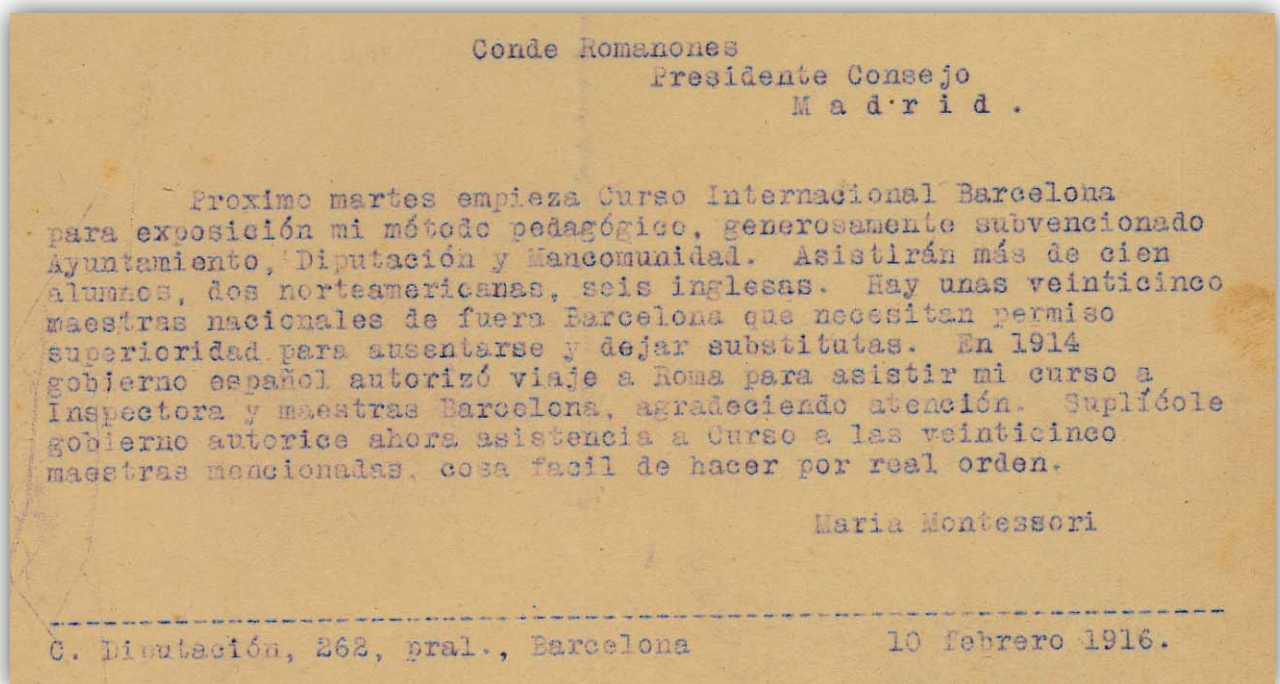 Conde Romanones
Presidente Consejo
M a d r i d .
Proximo martes empieza Curso Internacional Barcelona
para exposición mi método pedagógico, generosamente subvencionado
Ayuntamiento, Diputación y Mancomunidad. Asistirán más de cien
alumnos, dos norteamericanas, seis inglesas. Hay unas veinticinco
maestras nacionales de fuera Barcelona que necesitan permiso
superioridad para ausentarse y dejar substitutas. En 1914
gobierno español autorizó viaje a Roma para asistir mi curso a
Inspectora y maestras Barcelona, agradeciendo atención. Suplícole
gobierno autorice ahora asistencia a Curso a las veinticinco
maestras mencionadas, cosa facil de hacer por real orden.
Maria Montessori
C. Diputación, 262, pral., Barcelona 10 febrero 1916.